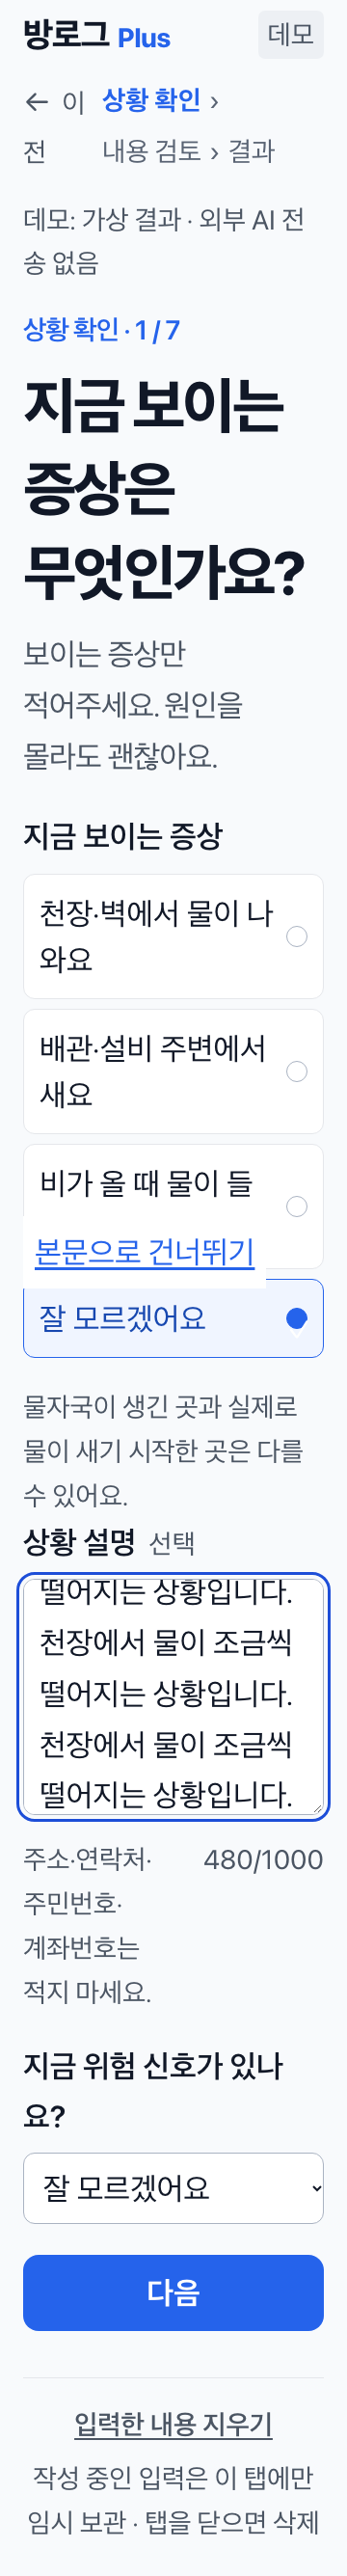 방로그 Plus 데모
← 이전 상황 확인 ›
내용 검토 › 결과
데모: 가상 결과 · 외부 AI 전
송 없음
상황 확인 · 1 / 7
지금 보이는
증상은
무엇인가요?
보이는 증상만
적어주세요. 원인을
몰라도 괜찮아요.
지금 보이는 증상
천장·벽에서 물이 나
와요
배관·설비 주변에서
새요
비가 올 때 물이 들
본문으로 건너뛰기
잘 모르겠어요
물자국이 생긴 곳과 실제로
물이 새기 시작한 곳은 다를
수 있어요.
상황 설명 선택
떨어지는 상황입니다.
천장에서 물이 조금씩
떨어지는 상황입니다.
천장에서 물이 조금씩
떨어지는 상황입니다.
주소·연락처· 480/1000
주민번호·
계좌번호는
적지 마세요.
지금 위험 신호가 있나
요?
잘 모르겠어요
다음
입력한 내용 지우기
작성 중인 입력은 이 탭에만
임시 보관 · 탭을 닫으면 삭제